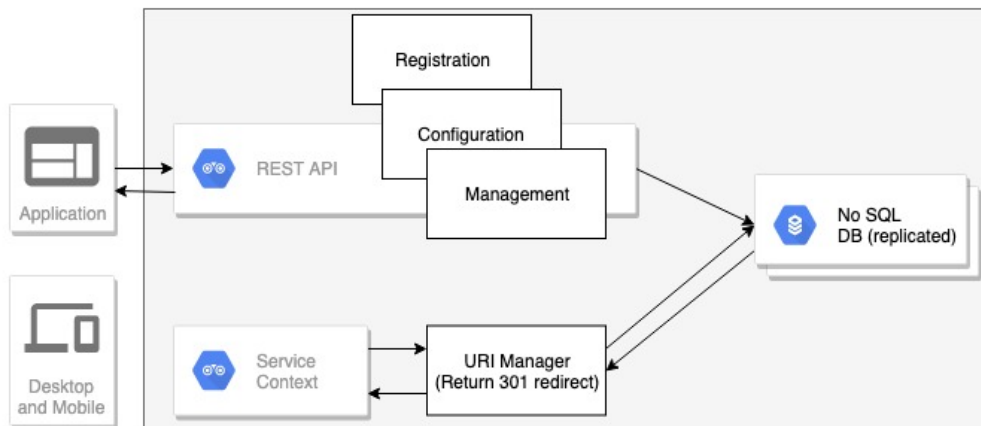 Registration
Configuration
REST API
Management
Application
No SQL
DB (replicated)
Desktop
and Mobile
Service
Context
URI Manager
(Return 301 redirect)